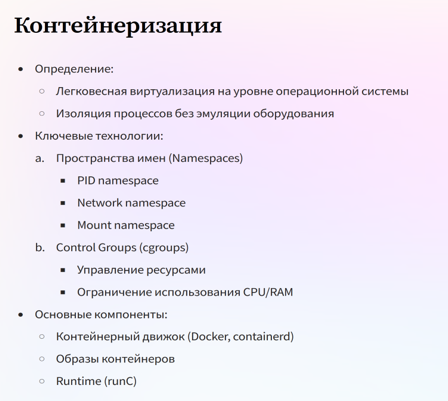 Контейнеризация
Определение:
Легковесная виртуализация на уровне операционной системы
Изоляция процессов без эмуляции оборудования
Ключевые технологии:
a. Пространства имен (Namespaces)
PID namespace
Network namespace
Mount namespace
b. Control Groups (cgroups)
Управление ресурсами
Ограничение использования CPU/RAM
Основные компоненты:
Контейнерный движок (Docker, containerd)
Образы контейнеров
Runtime (runC)